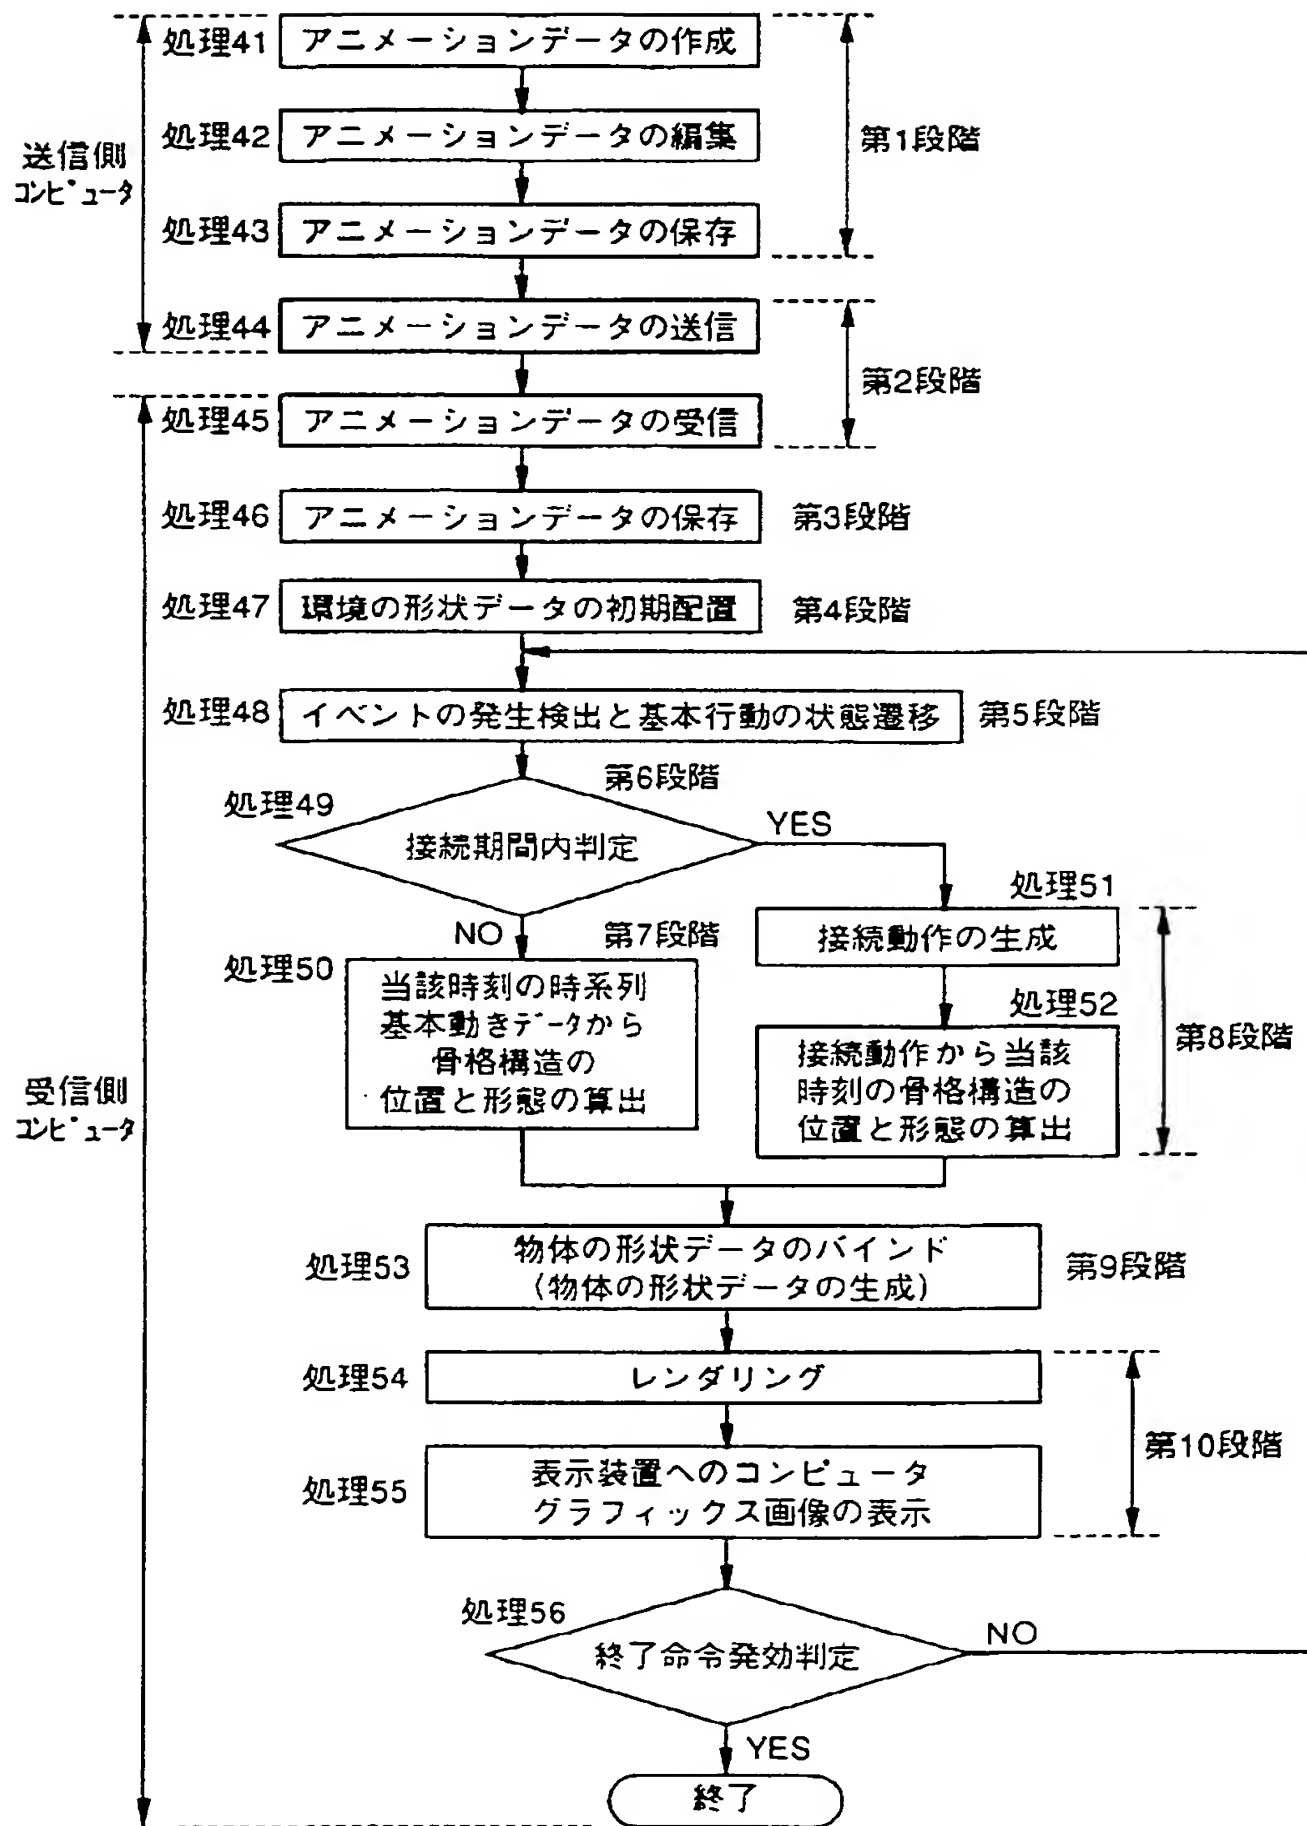 処理41
アニメーションデータの作成
処理42
アニメーションデータの編集
第1段階
送信側
コンピュータ
処理43
アニメーションデータの保存
処理44
アニメーションデータの送信
第2段階
処理45
アニメーションデータの受信
処理46
アニメーションデータの保存
第3段階
処理47
環境の形状データの初期配置
第4段階
処理48
イベントの発生検出と基本行動の状態遷移
第5段階
第6段階
処理49
接続期間内判定
YES
NO
処理51
接続動作の生成
第7段階
処理50
当該時刻の時系列
基本動きデータから
骨格構造の
位置と形態の算出
処理52
接続動作から当該
時刻の骨格構造の
位置と形態の算出
第8段階
受信側
コンピュータ
処理53
物体の形状データのバインド
(物体の形状データの生成)
第9段階
処理54
レンダリング
第10段階
処理55
表示装置へのコンピュータ
グラフィックス画像の表示
処理56
終了命令発効判定
NO
YES
終了